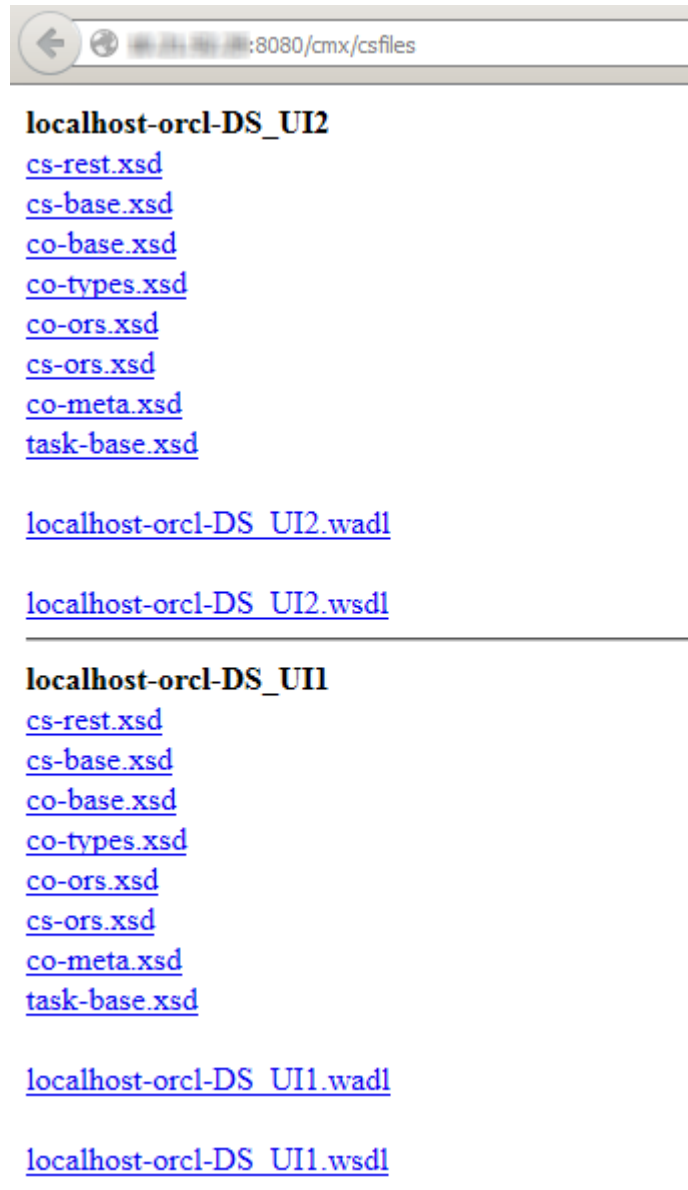 :8080/cmx/csfiles
localhost-orcl-DS_UI2
cs-rest.xsd
cs-base.xsd
co-base.xsd
co-types.xsd
co-ors.xsd
cs-ors.xsd
co-meta.xsd
task-base.xsd
localhost-orcl-DS_UI2.wadl
localhost-orcl-DS_UI2.wsdl
localhost-orcl-DS_UI1
cs-rest.xsd
cs-base.xsd
co-base.xsd
co-types.xsd
co-ors.xsd
cs-ors.xsd
co-meta.xsd
task-base.xsd
localhost-orcl-DS_UI1.wadl
localhost-orcl-DS_UI1.wsdl